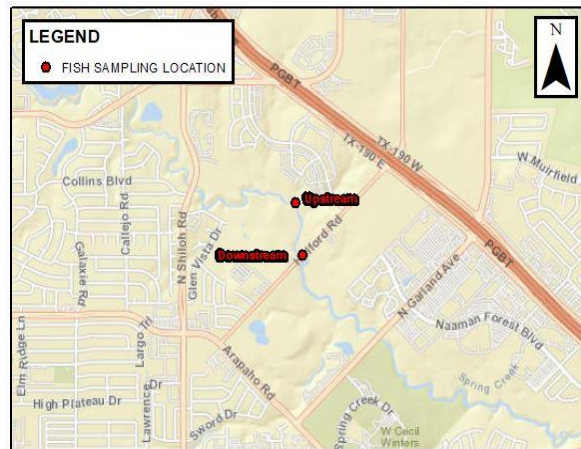 LEGEND
FISH SAMPLING LOCATION
N
PGBT
TX-190 W
TX-190 E
W Muirfield
Collins Blvd
Callejo Rd
N Shiloh Rd
Glen Vista Dr
Upstream
Holford Rd
Downstream
PGBT
Galaxie Rd
N Garland Ave
Naaman Forest Blvd
Elm Ridge Ln
Largo Trl
Arapaho Rd
Spring Creek
High Plateau Dr
Lawrence Dr
Sword Dr
Spring Creek Dr
W Cecil
Winters